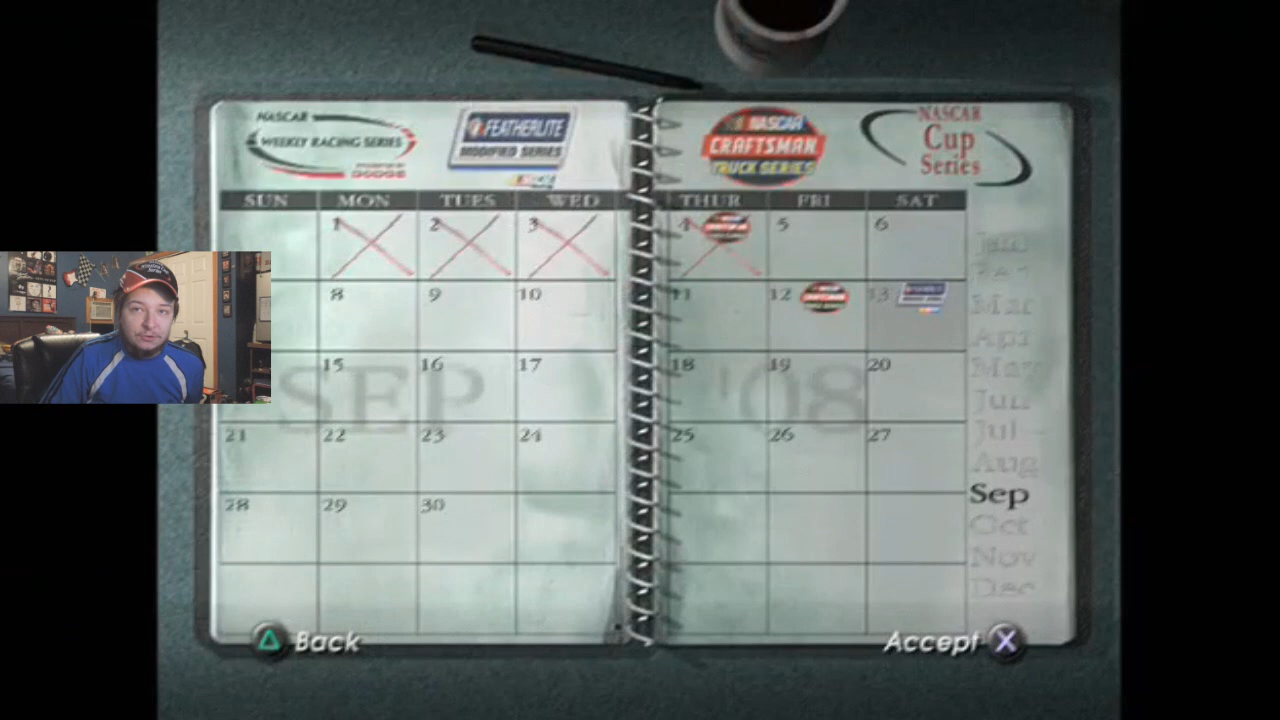 NASCAR
WEEKLY RACING SERIES
DODGE
FEATHERLITE
MODIFIED SERIES
NASCAR
CRAFTSMAN
TRUCK SERIES
NASCAR
Cup
Series
SUN MON TUES WED THUR FRI SAT
1 2 3 4 5 6
8 9 10 11 12 13
15 16 17 18 19 20
21 22 23 24 25 26 27
28 29 30
SEP '08
Jan
Feb
Mar
Apr
May
Jun
Jul
Aug
Sep
Oct
Nov
Dec
Back
Accept X